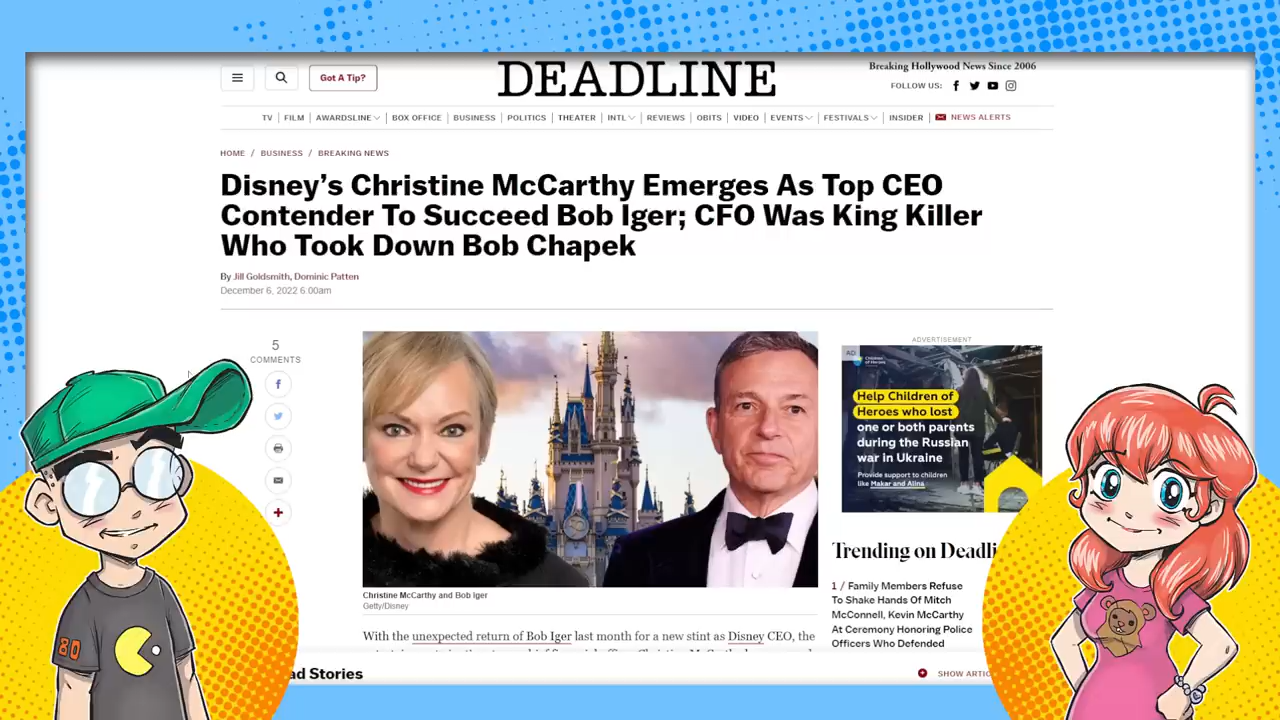 Got A Tip?
DEADLINE
Breaking Hollywood News Since 2006
FOLLOW US:
TV | FILM | AWARDSLINE | BOX OFFICE | BUSINESS | POLITICS | THEATER | INTL | REVIEWS | OBITS | VIDEO | EVENTS | FESTIVALS | INSIDER NEWS ALERTS
HOME / BUSINESS / BREAKING NEWS
Disney's Christine McCarthy Emerges As Top CEO
Contender To Succeed Bob Iger; CFO Was King Killer
Who Took Down Bob Chapek
By Jill Goldsmith, Dominic Patten
December 6, 2022 6:00am
5
COMMENTS
Christine McCarthy and Bob Iger
Getty/Disney
With the unexpected return of Bob Iger last month for a new stint as Disney CEO, the
ADVERTISEMENT
AD
Children
of Heroes
Help Children of
Heroes who lost
one or both parents
during the Russian
war in Ukraine
Provide support to children
like Makar and Alina
Trending on
1 / Family Members Refuse
To Shake Hands Of Mitch
McConnell, Kevin McCarthy
At Ceremony Honoring Police
Officers Who Defended
Stories
SHOW
80